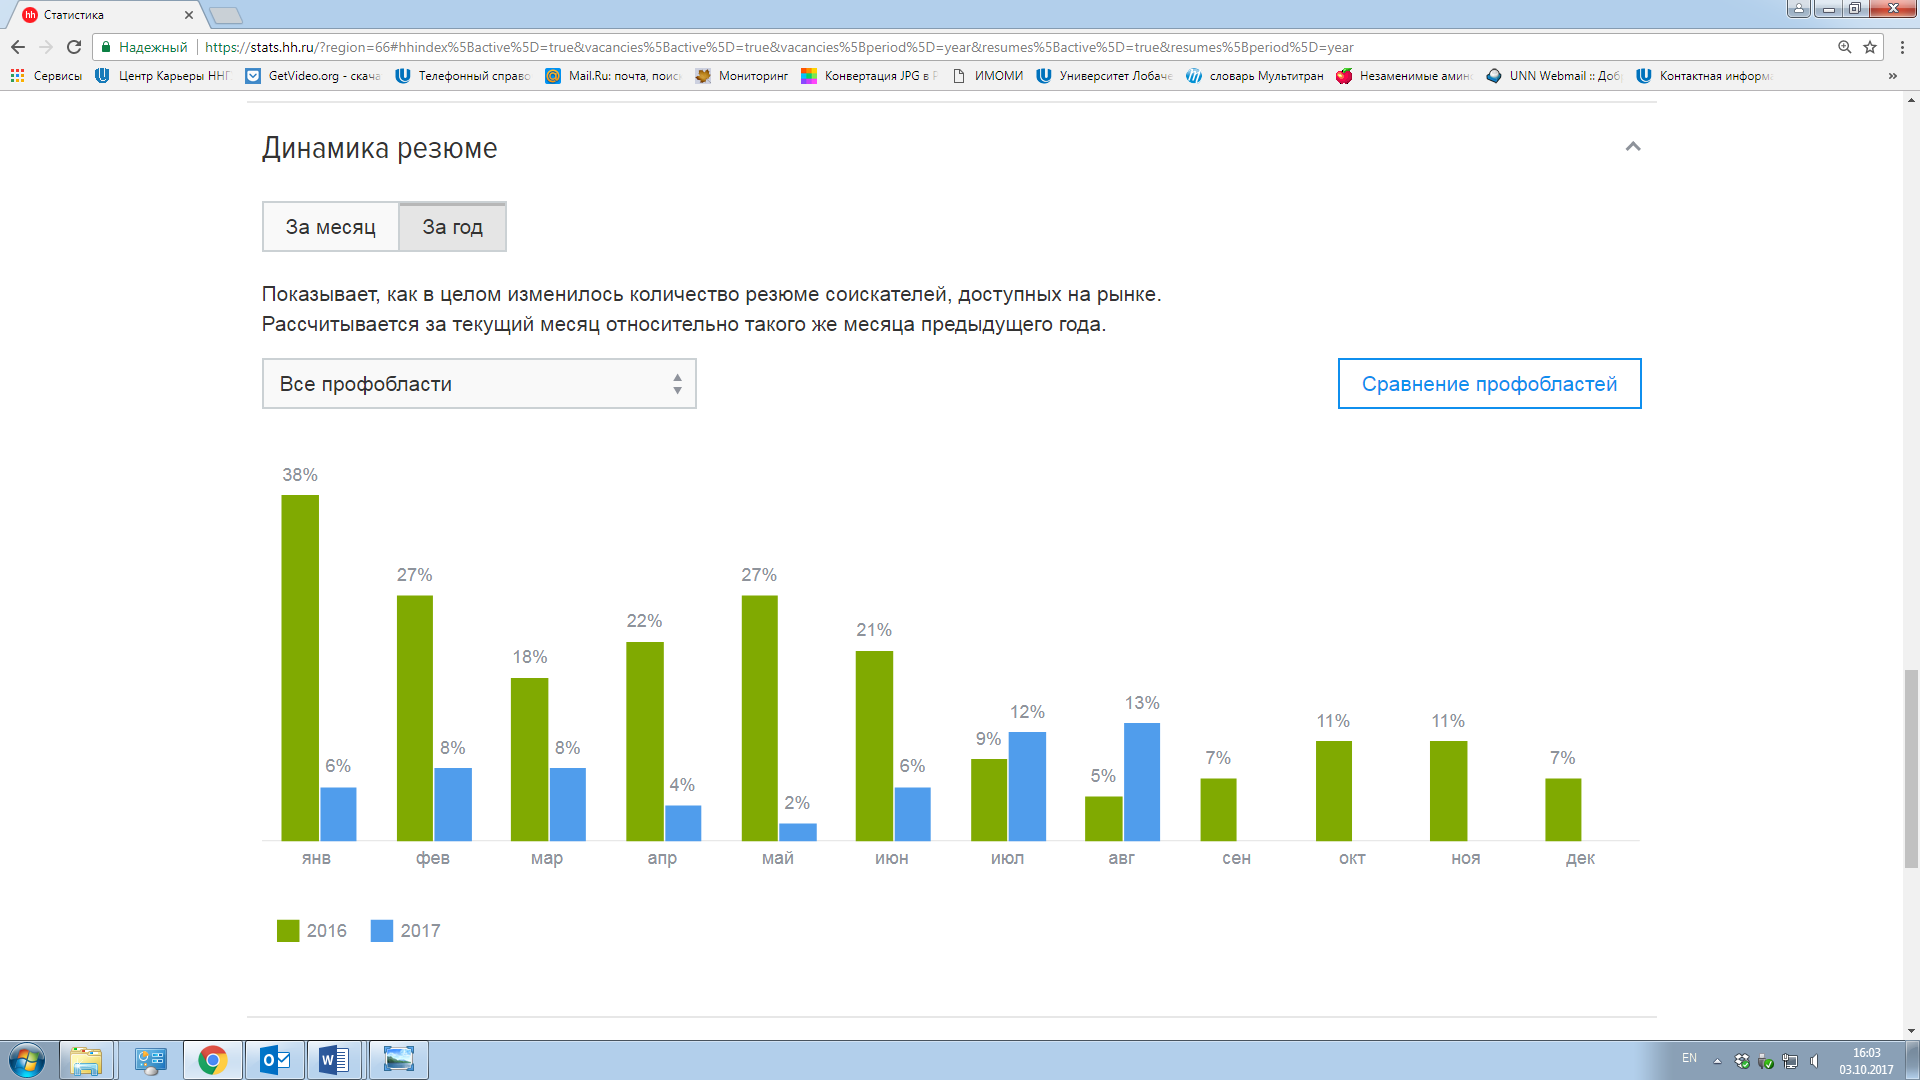 Статистика
Надежный
https://stats.hh.ru/?region=66#hhindex%5Bactive%5D=true&vacancies%5Bactive%5D=true&vacancies%5Bperiod%5D=year&resumes%5Bactive%5D=true&resumes%5Bperiod%5D=year
Сервисы Центр Карьеры ННГ GetVideo.org - скача Телефонный справо Mail.Ru: почта, поис Мониторинг Конвертация JPG в ИМОМИ Университет Лобаче словарь Мультитран Незаменимые амин UNN Webmail :: Доб Контактная информа »
Динамика резюме
За месяц За год
Показывает, как в целом изменилось количество резюме соискателей, доступных на рынке.
Рассчитывается за текущий месяц относительно такого же месяца предыдущего года.
Все профобласти Сравнение профобластей
38% 6%
27% 8%
18% 8%
22% 4%
27% 2%
21% 6%
9% 12%
5% 13%
7%
11%
11%
7%
янв фев мар апр май июн июл авг сен окт ноя дек
2016 2017
EN
16:03
03.10.2017